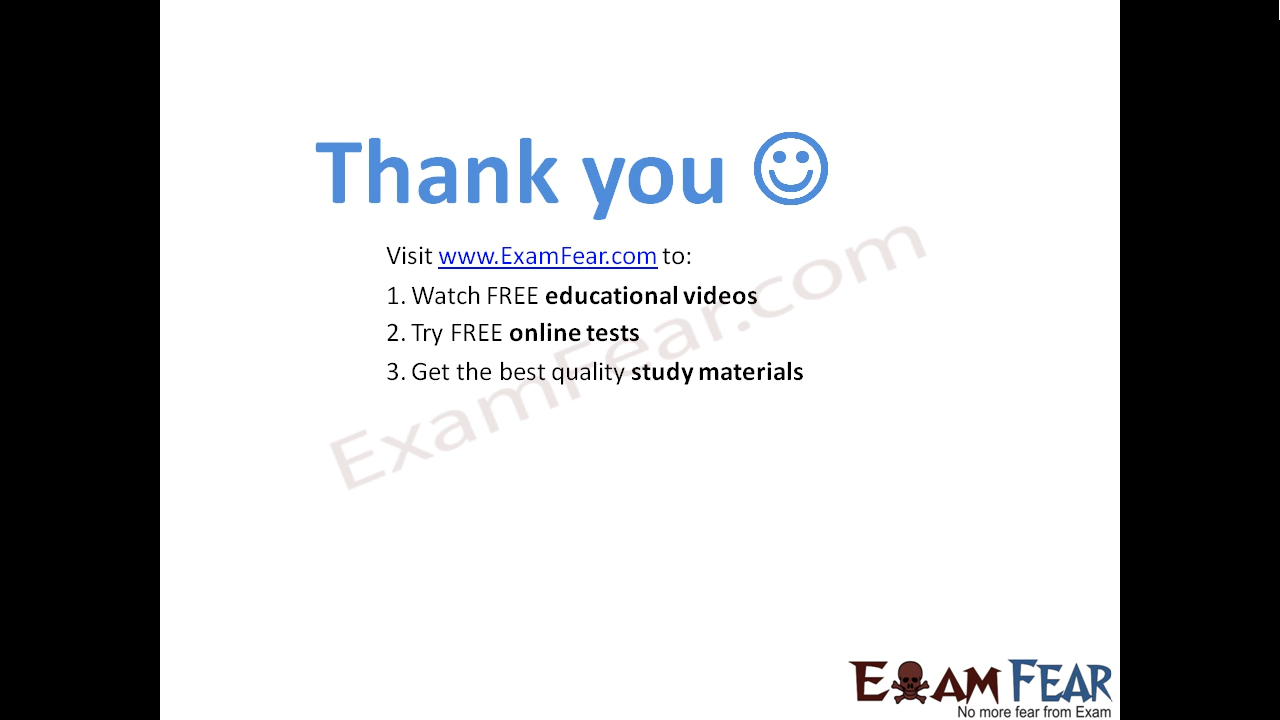 Thank you ☺
Visit www.ExamFear.com to:
1. Watch FREE educational videos
2. Try FREE online tests
3. Get the best quality study materials
ExamFear.com
EXAM FEAR
No more fear from Exam